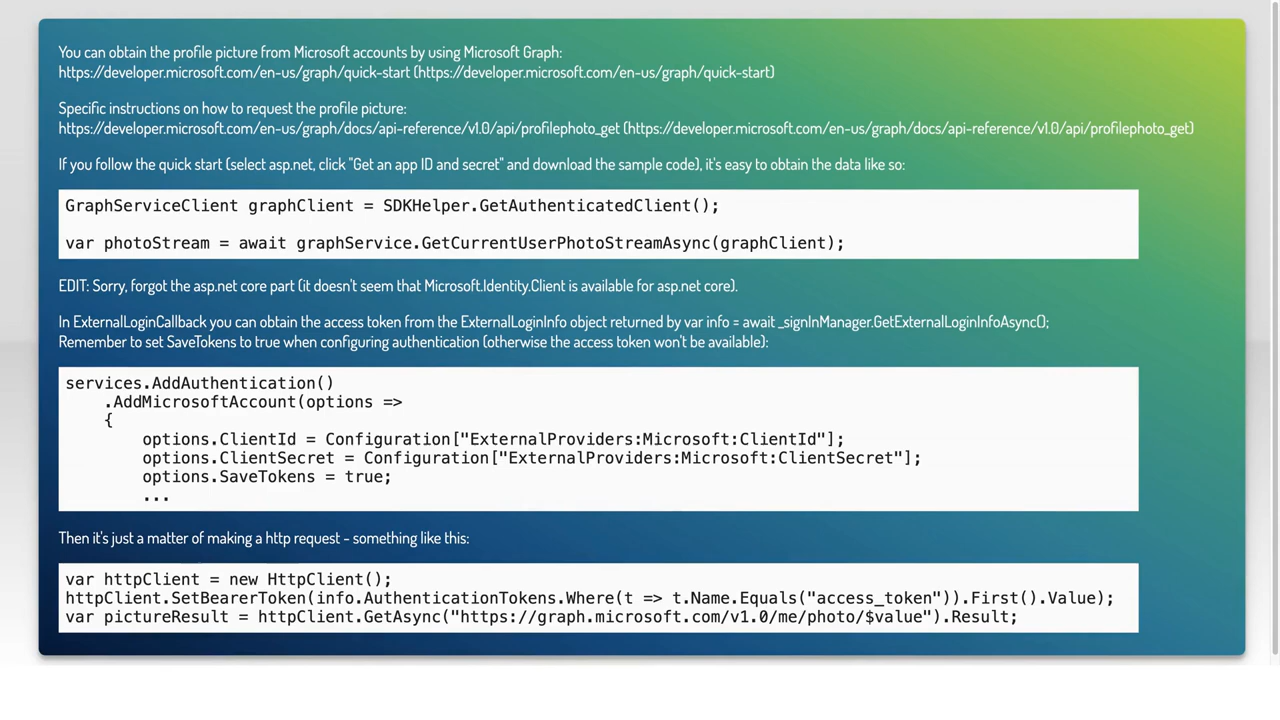 You can obtain the profile picture from Microsoft accounts by using Microsoft Graph:
https://developer.microsoft.com/en-us/graph/quick-start (https://developer.microsoft.com/en-us/graph/quick-start)
Specific instructions on how to request the profile picture:
https://developer.microsoft.com/en-us/graph/docs/api-reference/v1.0/api/profilephoto_get (https://developer.microsoft.com/en-us/graph/docs/api-reference/v1.0/api/profilephoto_get)
If you follow the quick start (select asp.net, click "Get an app ID and secret" and download the sample code), it's easy to obtain the data like so:
GraphServiceClient graphClient = SDKHelper.GetAuthenticatedClient();
var photoStream = await graphService.GetCurrentUserPhotoStreamAsync(graphClient);
EDIT: Sorry, forgot the asp.net core part (it doesn't seem that Microsoft.Identity.Client is available for asp.net core).
In ExternalLoginCallback you can obtain the access token from the ExternalLoginInfo object returned by var info = await _signInManager.GetExternalLoginInfoAsync();
Remember to set SaveTokens to true when configuring authentication (otherwise the access token won't be available):
services.AddAuthentication()
    .AddMicrosoftAccount(options =>
    {
        options.ClientId = Configuration["ExternalProviders:Microsoft:ClientId"];
        options.ClientSecret = Configuration["ExternalProviders:Microsoft:ClientSecret"];
        options.SaveTokens = true;
        ...
Then it's just a matter of making a http request - something like this:
var httpClient = new HttpClient();
httpClient.SetBearerToken(info.AuthenticationTokens.Where(t => t.Name.Equals("access_token")).First().Value);
var pictureResult = httpClient.GetAsync("https://graph.microsoft.com/v1.0/me/photo/$value").Result;